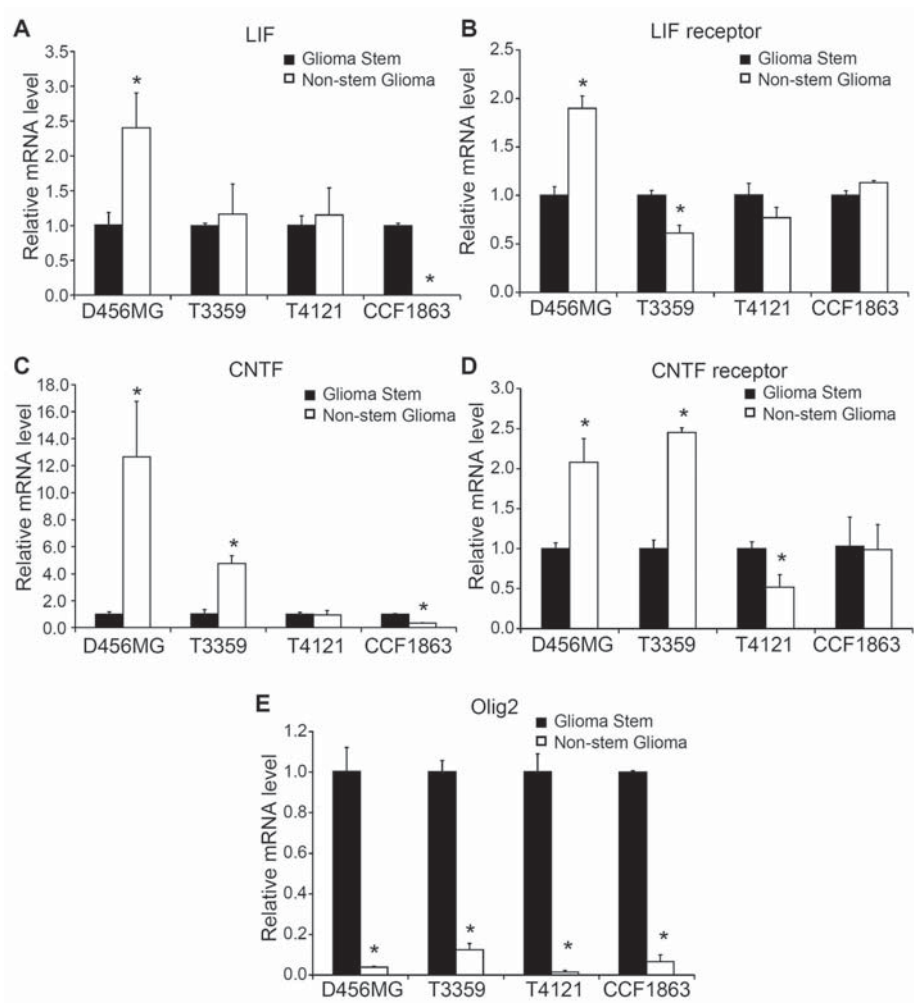 A
LIF
Relative mRNA level
3.5
3.0
2.5
2.0
1.5
1.0
0.5
0.0
Glioma Stem
Non-stem Glioma
*
*
D456MG T3359 T4121 CCF1863
B
LIF receptor
Relative mRNA level
2.5
2.0
1.5
1.0
0.5
0.0
Glioma Stem
Non-stem Glioma
*
*
D456MG T3359 T4121 CCF1863
C
CNTF
Relative mRNA level
18.0
16.0
14.0
12.0
10.0
8.0
6.0
4.0
2.0
0.0
Glioma Stem
Non-stem Glioma
*
*
*
D456MG T3359 T4121 CCF1863
D
CNTF receptor
Relative mRNA level
3.0
2.5
2.0
1.5
1.0
0.5
0.0
Glioma Stem
Non-stem Glioma
*
*
*
D456MG T3359 T4121 CCF1863
E
Olig2
Relative mRNA level
1.2
1.0
0.8
0.6
0.4
0.2
0.0
Glioma Stem
Non-stem Glioma
*
*
*
*
D456MG T3359 T4121 CCF1863